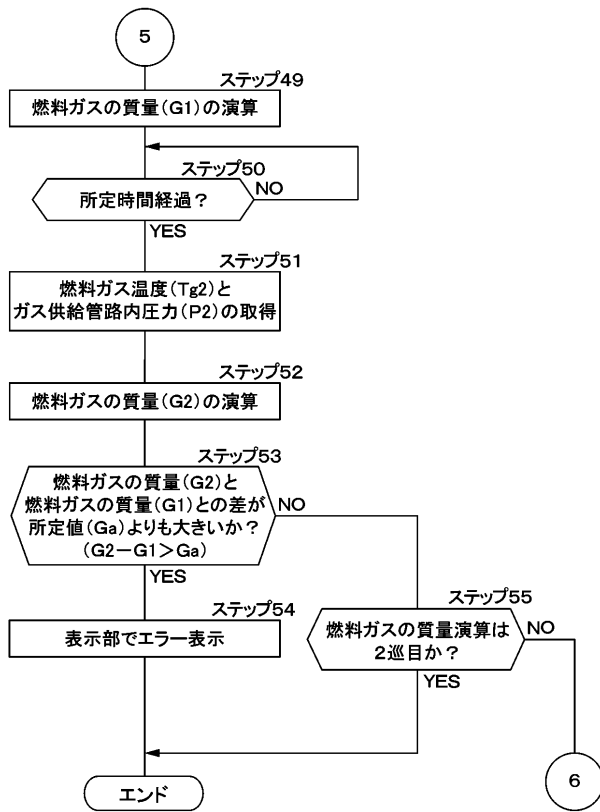 5
ステップ49
燃料ガスの質量(G1)の演算
ステップ50
所定時間経過？
NO
YES
ステップ51
燃料ガス温度(Tg2)と
ガス供給管路内圧力(P2)の取得
ステップ52
燃料ガスの質量(G2)の演算
ステップ53
燃料ガスの質量(G2)と
燃料ガスの質量(G1)との差が
所定値(Ga)よりも大きいか？
(G2－G1＞Ga)
NO
YES
ステップ54
表示部でエラー表示
ステップ55
燃料ガスの質量演算は
２巡目か？
NO
YES
エンド
6